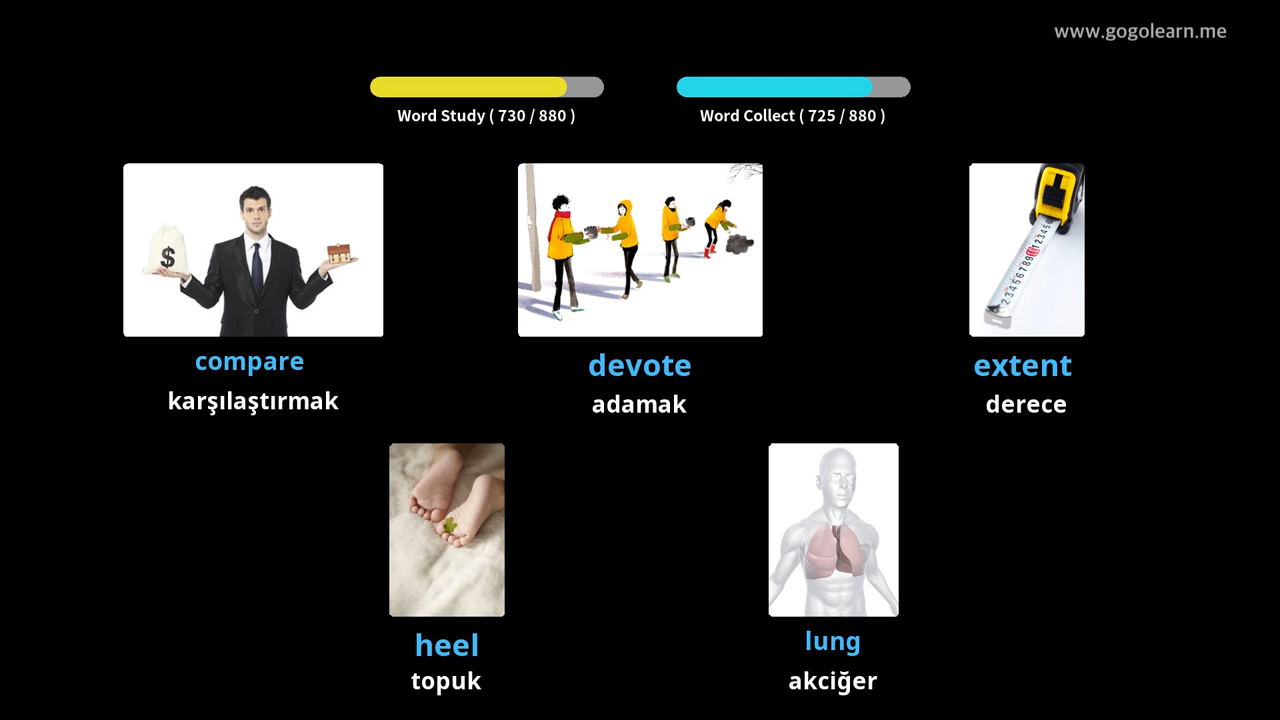 www.gogolearn.me
Word Study ( 730 / 880 )
Word Collect ( 725 / 880 )
$
compare
karşılaştırmak
devote
adamak
extent
derece
heel
topuk
lung
akciğer